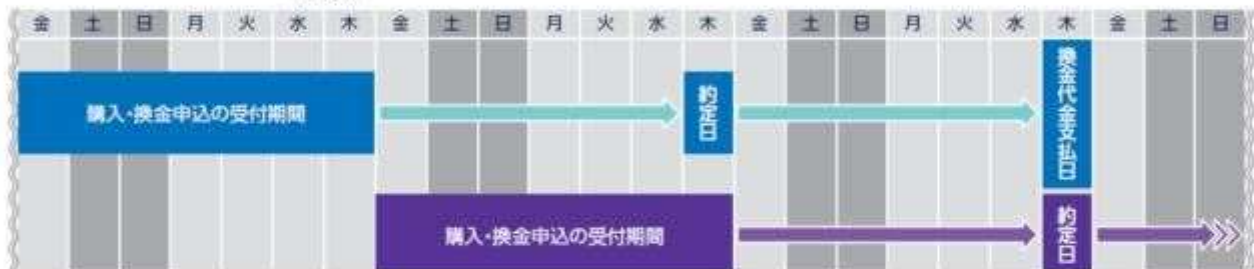 金 土 日 月 火 水 木 金 土 日 月 火 水 木 金 土 日 月 火 水 木 金 土 日
購入・換金申込の受付期間
約定日
換金代金支払日
購入・換金申込の受付期間
約定日